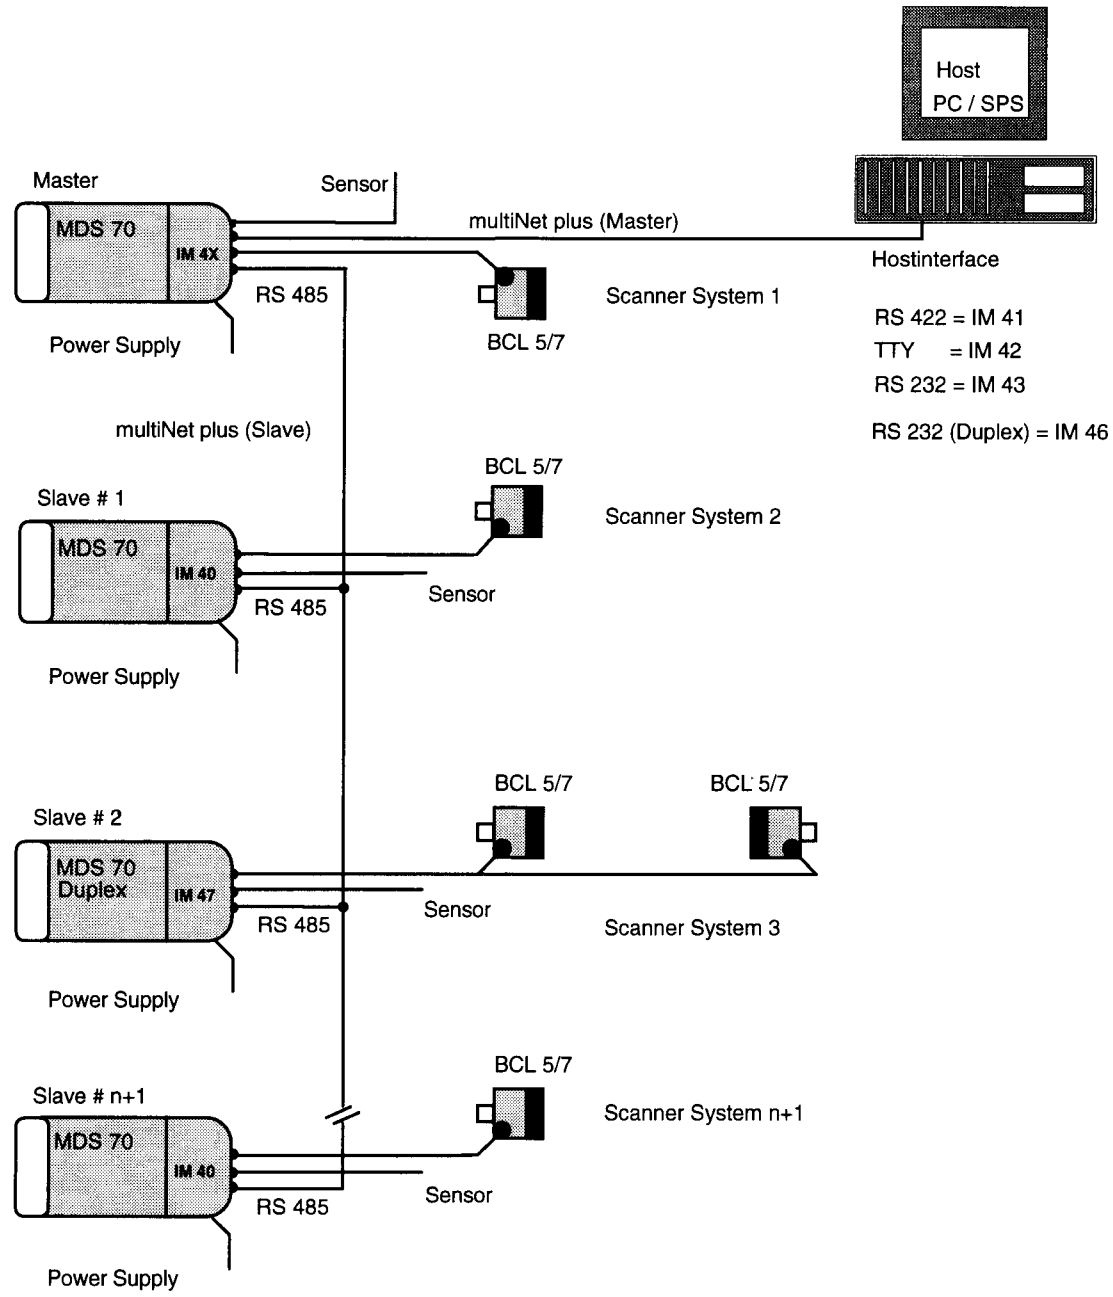 Host
PC / SPS
Master
Sensor
MDS 70
IM 4X
multiNet plus (Master)
Hostinterface
RS 485
BCL 5/7
Scanner System 1
Power Supply
RS 422 = IM 41
TTY = IM 42
RS 232 = IM 43
RS 232 (Duplex) = IM 46
multiNet plus (Slave)
BCL 5/7
Slave # 1
Scanner System 2
MDS 70
IM 40
Sensor
RS 485
Power Supply
BCL 5/7
BCL 5/7
Slave # 2
MDS 70
Duplex
IM 47
Sensor
RS 485
Scanner System 3
Power Supply
BCL 5/7
Slave # n+1
Scanner System n+1
MDS 70
IM 40
Sensor
RS 485
Power Supply